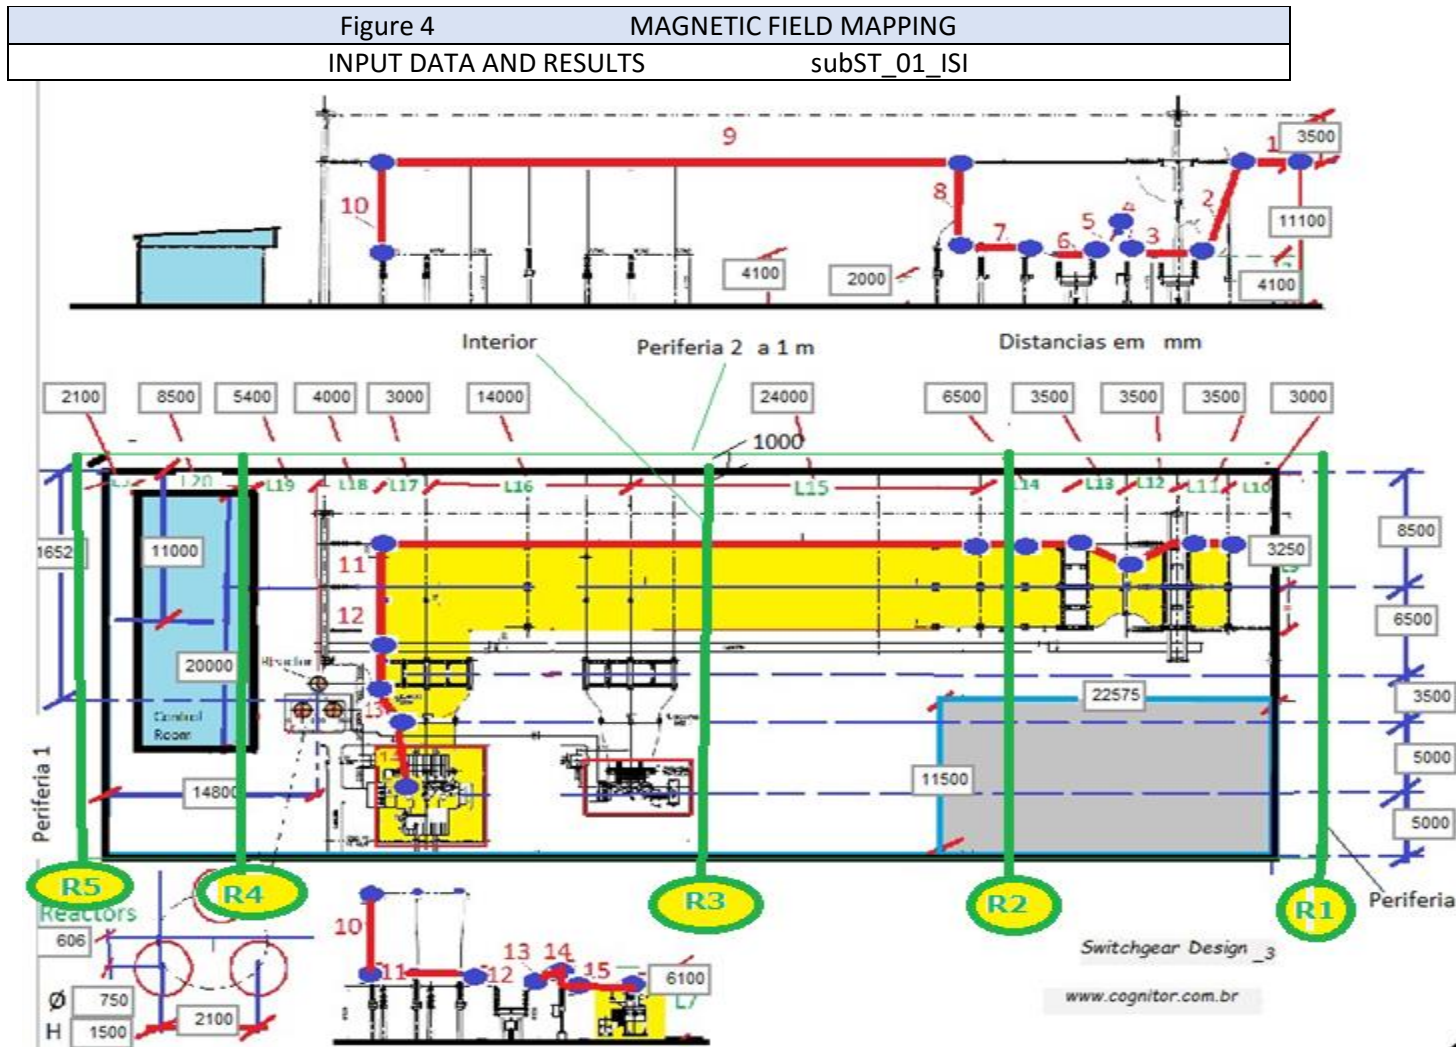 Figure 4 MAGNETIC FIELD MAPPING
INPUT DATA AND RESULTS subST_01_ISI
9
1
3500
10
8
2
4
5
7
6
3
11100
4100
2000
4100
Interior
Periferia 2 a 1 m
Distancias em mm
2100
8500
5400
4000
3000
14000
24000
6500
3500
3500
3500
3000
1000
L20
L19
L18
L17
L16
L15
L14
L13
L12
L11
L10
1652
11000
11
3250
8500
12
6500
20000
Reactor
22575
3500
13
Control
Room
14800
11500
5000
5000
Periferia 1
R5
R4
R3
R2
R1
Periferia
Reactors
606
Ø 750
H 1500
2100
10
11
12
13
14
15
6100
L7
Switchgear Design _3
www.cognitor.com.br